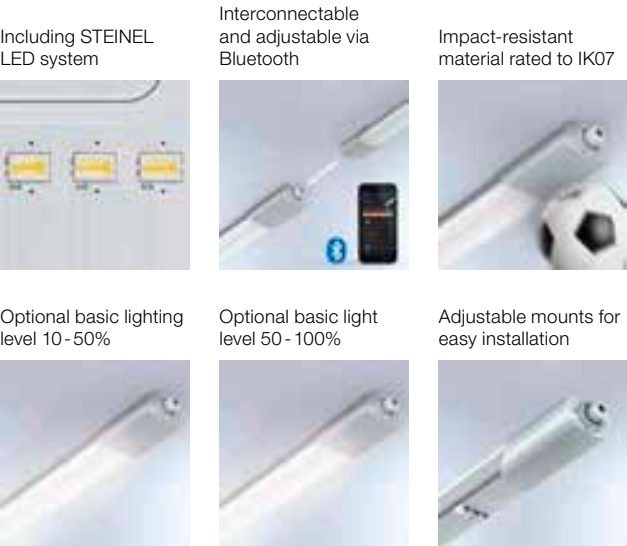 Including STEINEL
LED system
Interconnectable
and adjustable via
Bluetooth
Impact-resistant
material rated to IK07
Optional basic lighting
level 10-50%
Optional basic light
level 50-100%
Adjustable mounts for
easy installation